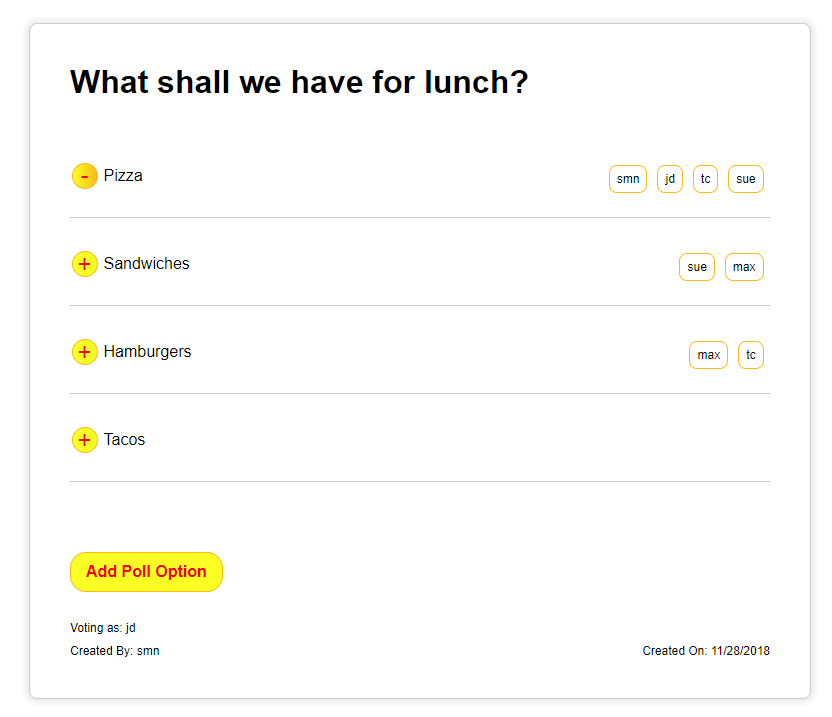 What shall we have for lunch?
- Pizza smn jd tc sue
+ Sandwiches sue max
+ Hamburgers max tc
+ Tacos
Add Poll Option
Voting as: jd
Created By: smn Created On: 11/28/2018